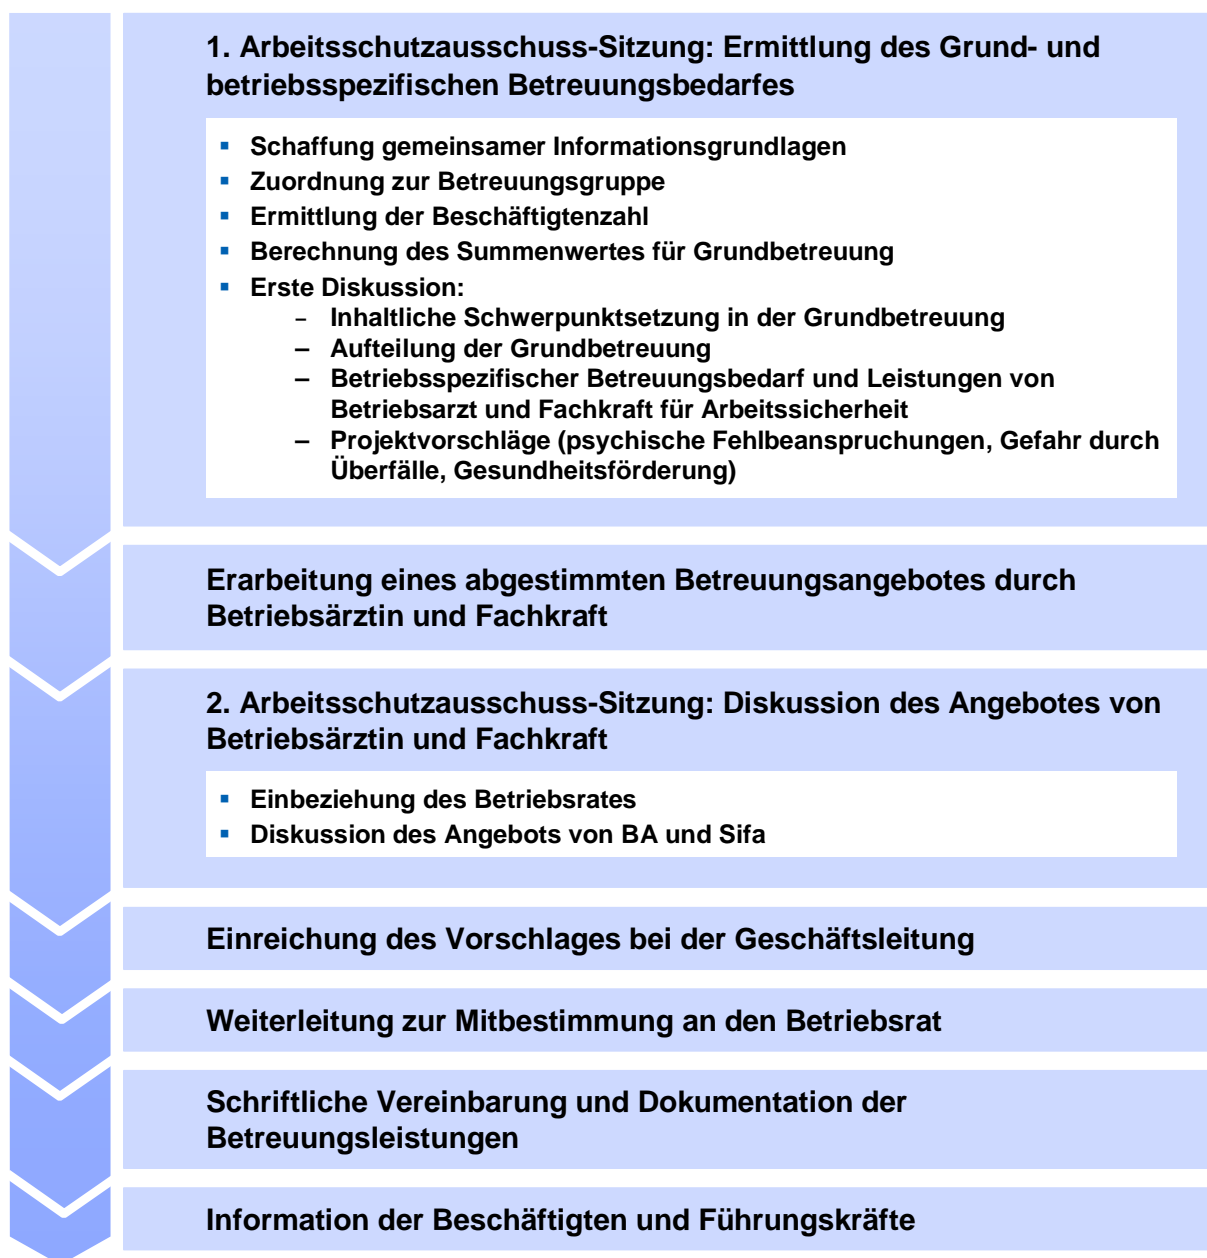 1. Arbeitsschutzausschuss-Sitzung: Ermittlung des Grund- und
betriebsspezifischen Betreuungsbedarfes
▪ Schaffung gemeinsamer Informationsgrundlagen
▪ Zuordnung zur Betreuungsgruppe
▪ Ermittlung der Beschäftigtenzahl
▪ Berechnung des Summenwertes für Grundbetreuung
▪ Erste Diskussion:
– Inhaltliche Schwerpunktsetzung in der Grundbetreuung
– Aufteilung der Grundbetreuung
– Betriebsspezifischer Betreuungsbedarf und Leistungen von
Betriebsarzt und Fachkraft für Arbeitssicherheit
– Projektvorschläge (psychische Fehlbeanspruchungen, Gefahr durch
Überfälle, Gesundheitsförderung)
Erarbeitung eines abgestimmten Betreuungsangebotes durch
Betriebsärztin und Fachkraft
2. Arbeitsschutzausschuss-Sitzung: Diskussion des Angebotes von
Betriebsärztin und Fachkraft
▪ Einbeziehung des Betriebsrates
▪ Diskussion des Angebots von BA und Sifa
Einreichung des Vorschlages bei der Geschäftsleitung
Weiterleitung zur Mitbestimmung an den Betriebsrat
Schriftliche Vereinbarung und Dokumentation der
Betreuungsleistungen
Information der Beschäftigten und Führungskräfte